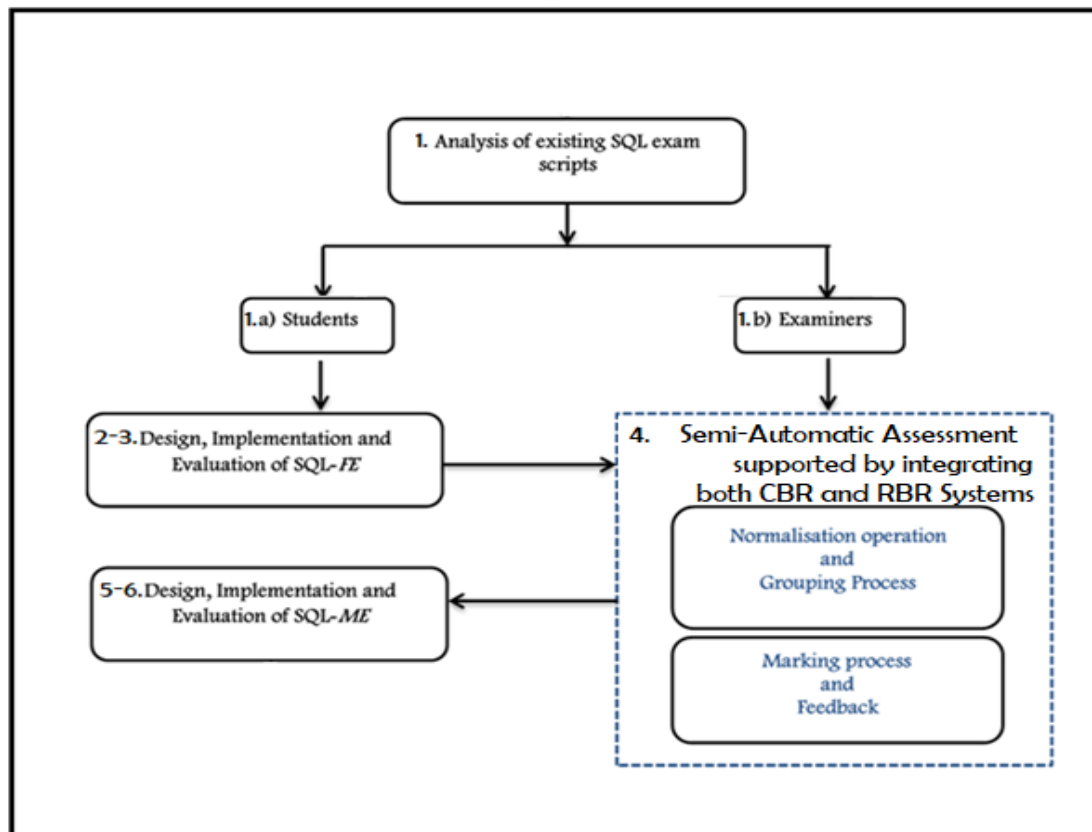 1. Analysis of existing SQL exam
scripts
1.a) Students
1.b) Examiners
2-3. Design, Implementation and
Evaluation of SQL-FE
4. Semi-Automatic Assessment
supported by integrating
both CBR and RBR Systems
Normalisation operation
and
Grouping Process
5-6. Design, Implementation and
Evaluation of SQL-ME
Marking process
and
Feedback